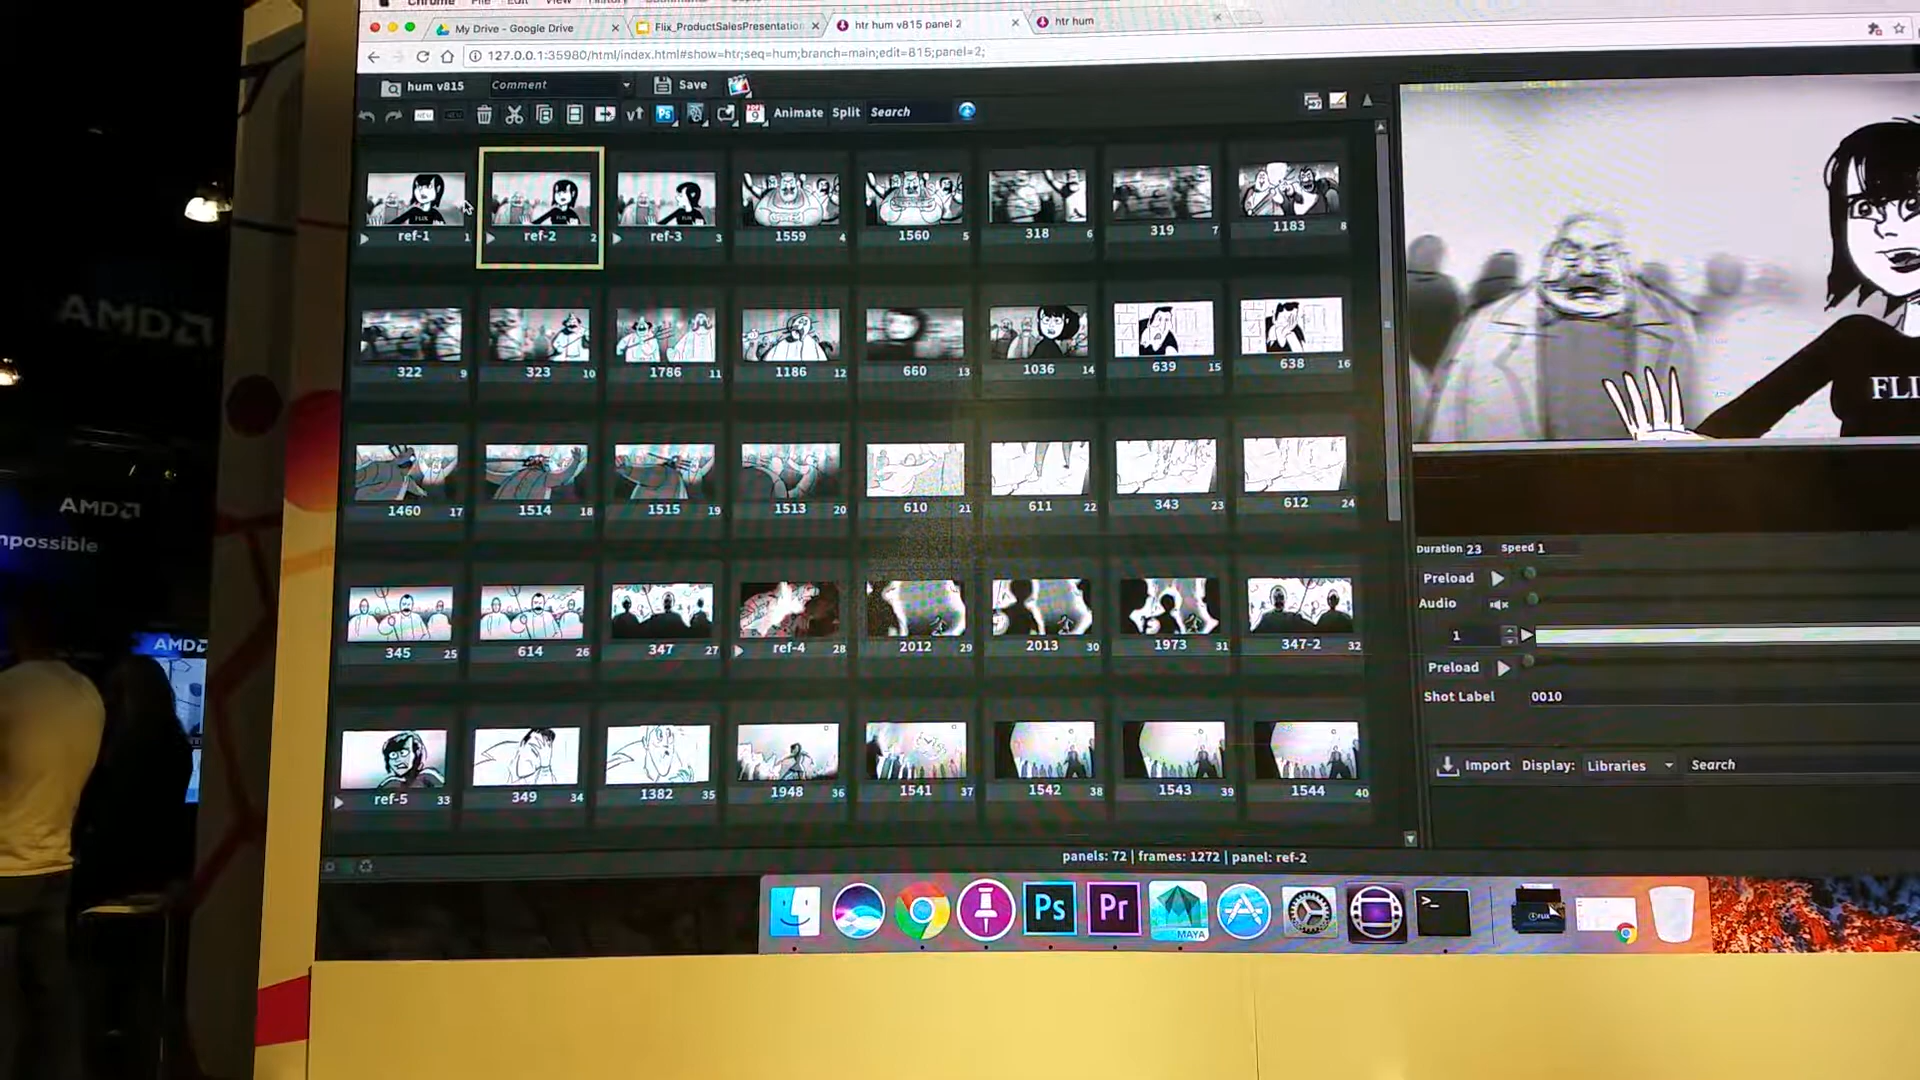 Chrome File Edit View History
My Drive - Google Drive × Flix_ProductSalesPresentation × htr hum v815 panel 2 × htr hum ×
127.0.0.1:35980/html/index.html#show=htr;seq=hum;branch=main;edit=815;panel=2;
hum v815 Comment Save
Ps Animate Split Search
ref-1 1 ref-2 2 ref-3 3 1559 4 1560 5 318 6 319 7 1183 8
322 9 323 10 1786 11 1186 12 660 13 1036 14 639 15 638 16
1460 17 1514 18 1515 19 1513 20 610 21 611 22 343 23 612 24
345 25 614 26 347 27 ref-4 28 2012 29 2013 30 1973 31 347-2 32
ref-5 33 349 34 1382 35 1948 36 1541 37 1542 38 1543 39 1544 40
FLI
Duration 23 Speed 1
Preload
Audio
1
Preload
Shot Label 0010
Import Display: Libraries Search
panels: 72 | frames: 1272 | panel: ref-2
Ps Pr MAYA >_ FLIX
AMD
AMD
mpossible
AMD